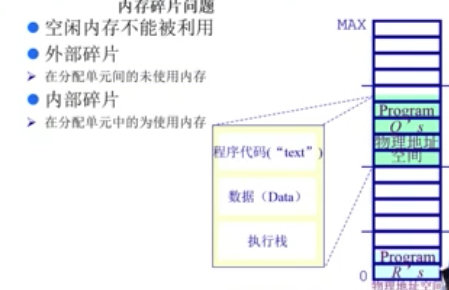 内存碎片问题
空闲内存不能被利用
外部碎片
在分配单元间的未使用内存
内部碎片
在分配单元中的为使用内存
程序代码(“text”)
数据（Data）
执行栈
MAX
Program
Q’s
物理地址
空间
Program
R’s
0
物理地址空间